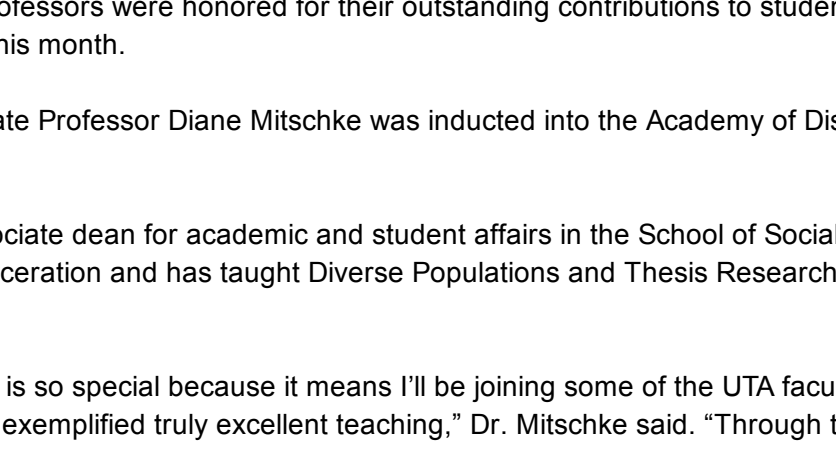 ofessors were honored for their outstanding contributions to studen
his month.
ate Professor Diane Mitschke was inducted into the Academy of Dis
ociate dean for academic and student affairs in the School of Social
ceration and has taught Diverse Populations and Thesis Research
is so special because it means I’ll be joining some of the UTA facu
exemplified truly excellent teaching,” Dr. Mitschke said. “Through t